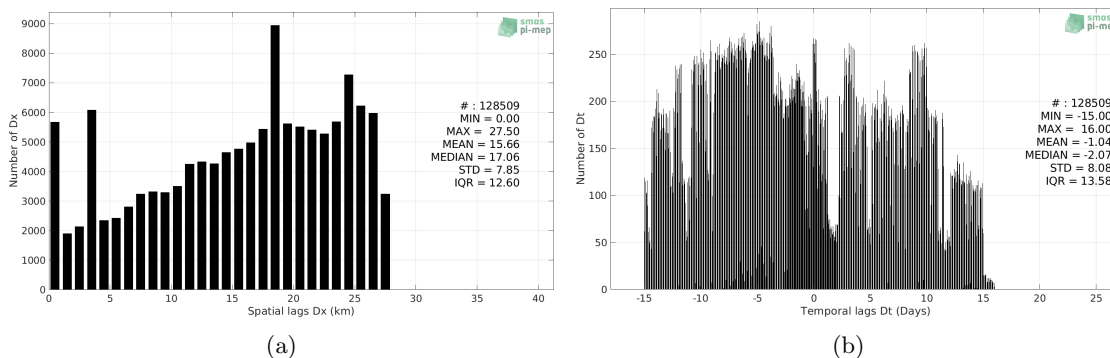 9000
8000
7000
6000
5000
4000
3000
2000
1000
0
Number of Dx
smos
pi-mep
# : 128509
MIN = 0.00
MAX = 27.50
MEAN = 15.66
MEDIAN = 17.06
STD = 7.85
IQR = 12.60
0 5 10 15 20 25 30 35 40
Spatial lags Dx (km)
(a)
250
200
150
100
50
0
Number of Dt
smos
pi-mep
# : 128509
MIN = -15.00
MAX = 16.00
MEAN = -1.04
MEDIAN = -2.07
STD = 8.08
IQR = 13.58
-15 -10 -5 0 5 10 15 20 25
Temporal lags Dt (Days)
(b)